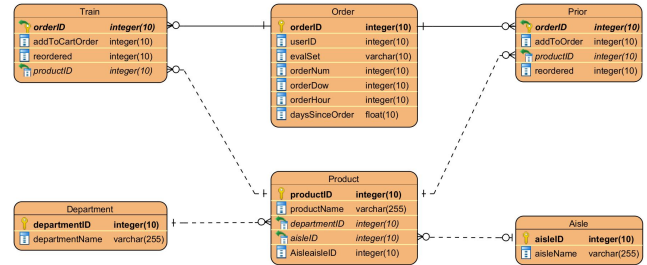 Train
orderID integer(10)
addToCartOrder integer(10)
reordered integer(10)
productID integer(10)
Order
orderID integer(10)
userID integer(10)
evalSet varchar(10)
orderNum integer(10)
orderDow integer(10)
orderHour integer(10)
daysSinceOrder float(10)
Prior
orderID integer(10)
addToOrder integer(10)
productID integer(10)
reordered integer(10)
Department
departmentID integer(10)
departmentName varchar(255)
Product
productID integer(10)
productName varchar(255)
departmentID integer(10)
aisleID integer(10)
AisleaisleID integer(10)
Aisle
aisleID integer(10)
aisleName varchar(255)